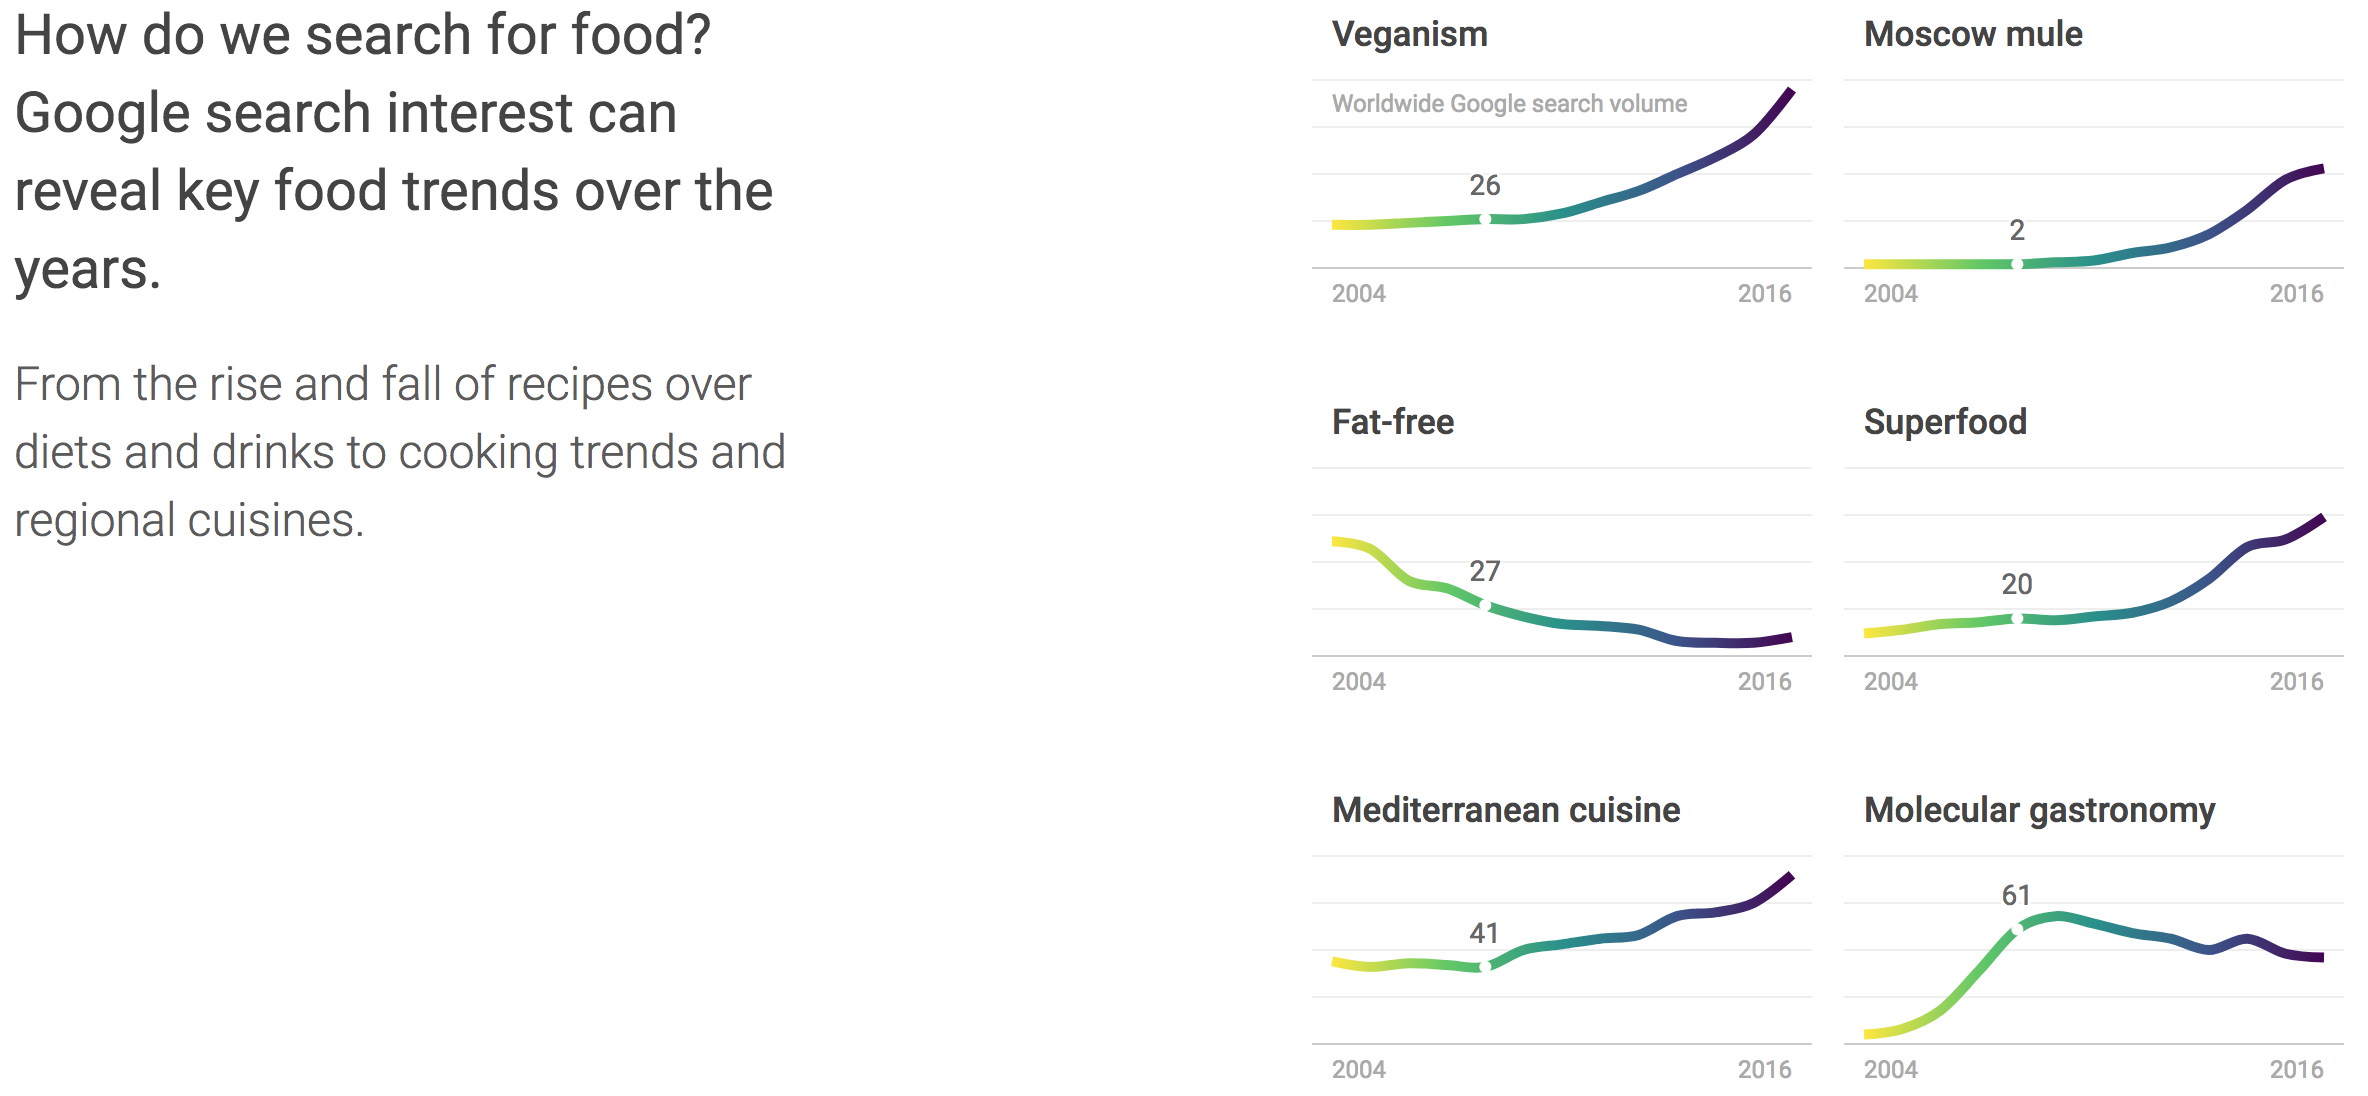 How do we search for food?
Google search interest can
reveal key food trends over the
years.
From the rise and fall of recipes over
diets and drinks to cooking trends and
regional cuisines.
Veganism
Worldwide Google search volume
26
2004 2016
Moscow mule
2
2004 2016
Fat-free
27
2004 2016
Superfood
20
2004 2016
Mediterranean cuisine
41
2004 2016
Molecular gastronomy
61
2004 2016